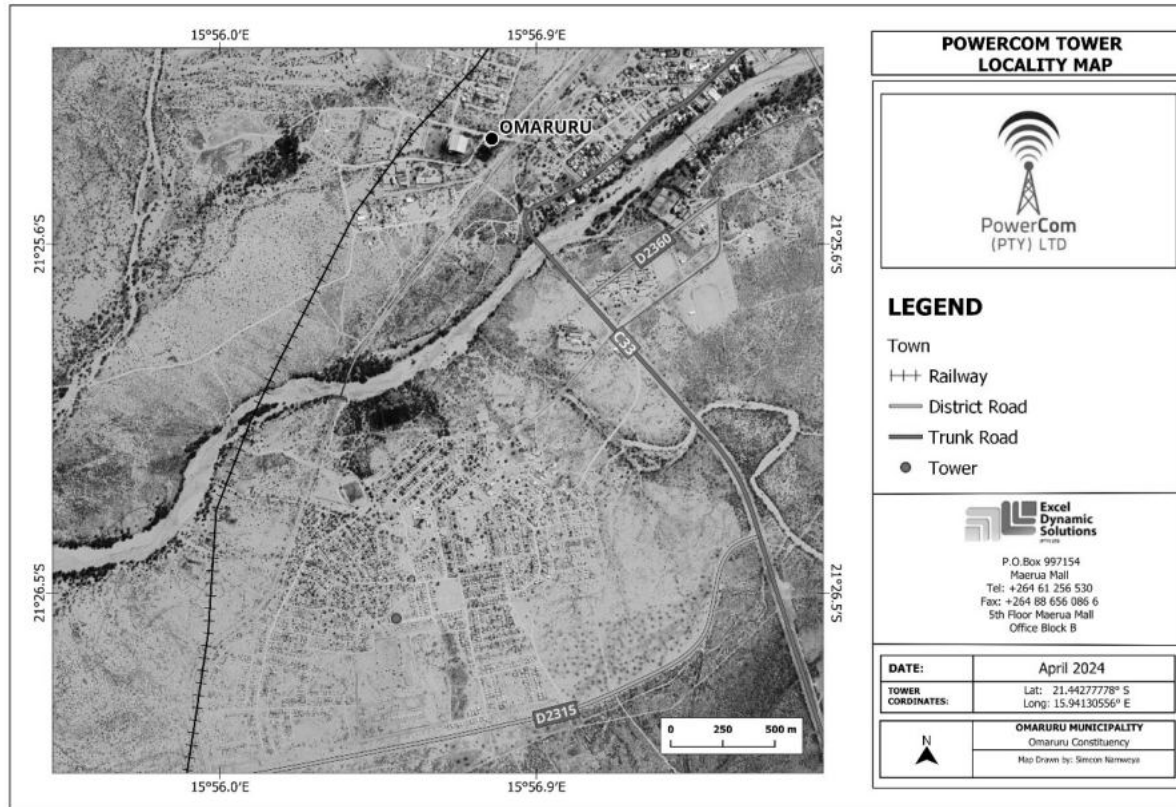 15°56.0'E
15°56.9'E
OMARURU
21°25.6'S
21°25.6'S
D2360
C33
21°26.5'S
21°26.5'S
D2315
0 250 500 m
15°56.0'E
15°56.9'E
POWERCOM TOWER
LOCALITY MAP
PowerCom
(PTY) LTD
LEGEND
Town
Railway
District Road
Trunk Road
Tower
Excel
Dynamic
Solutions
(PTY) LTD
P.O.Box 997154
Maerua Mall
Tel: +264 61 256 530
Fax: +264 88 656 086 6
5th Floor Maerua Mall
Office Block B
DATE: April 2024
TOWER CORDINATES: Lat: 21.44277778° S
Long: 15.94130556° E
N
OMARURU MUNICIPALITY
Omaruru Constituency
Map Drawn by: Simeon Namweya